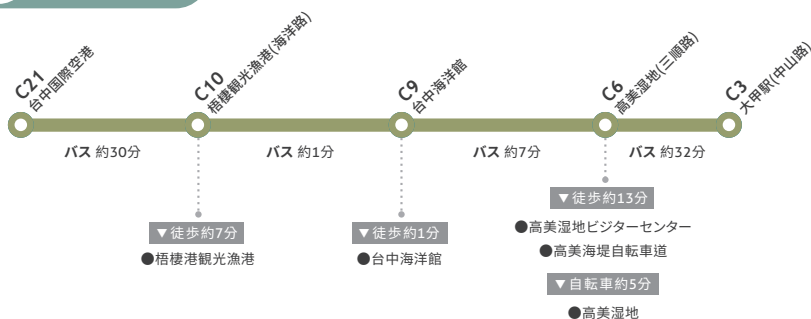 C21
台中国際空港
C10
梧棲観光漁港(海洋路)
C9
台中海洋館
C6
高美湿地(三順路)
C3
大甲駅(中山路)
バス 約30分
バス 約1分
バス 約7分
バス 約32分
▼徒歩約7分
●梧棲港観光漁港
▼徒歩約1分
●台中海洋館
▼徒歩約13分
●高美湿地ビジターセンター
●高美海堤自転車道
▼自転車約5分
●高美湿地